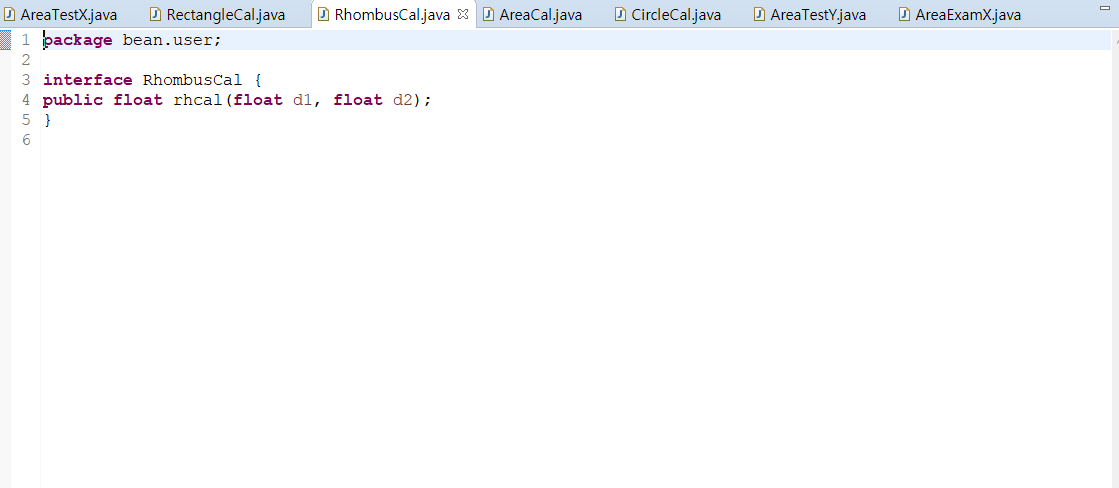 AreaTestX.java RectangleCal.java RhombusCal.java AreaCal.java CircleCal.java AreaTestY.java AreaExamX.java
1 package bean.user;
2
3 interface RhombusCal {
4 public float rhcal(float d1, float d2);
5 }
6